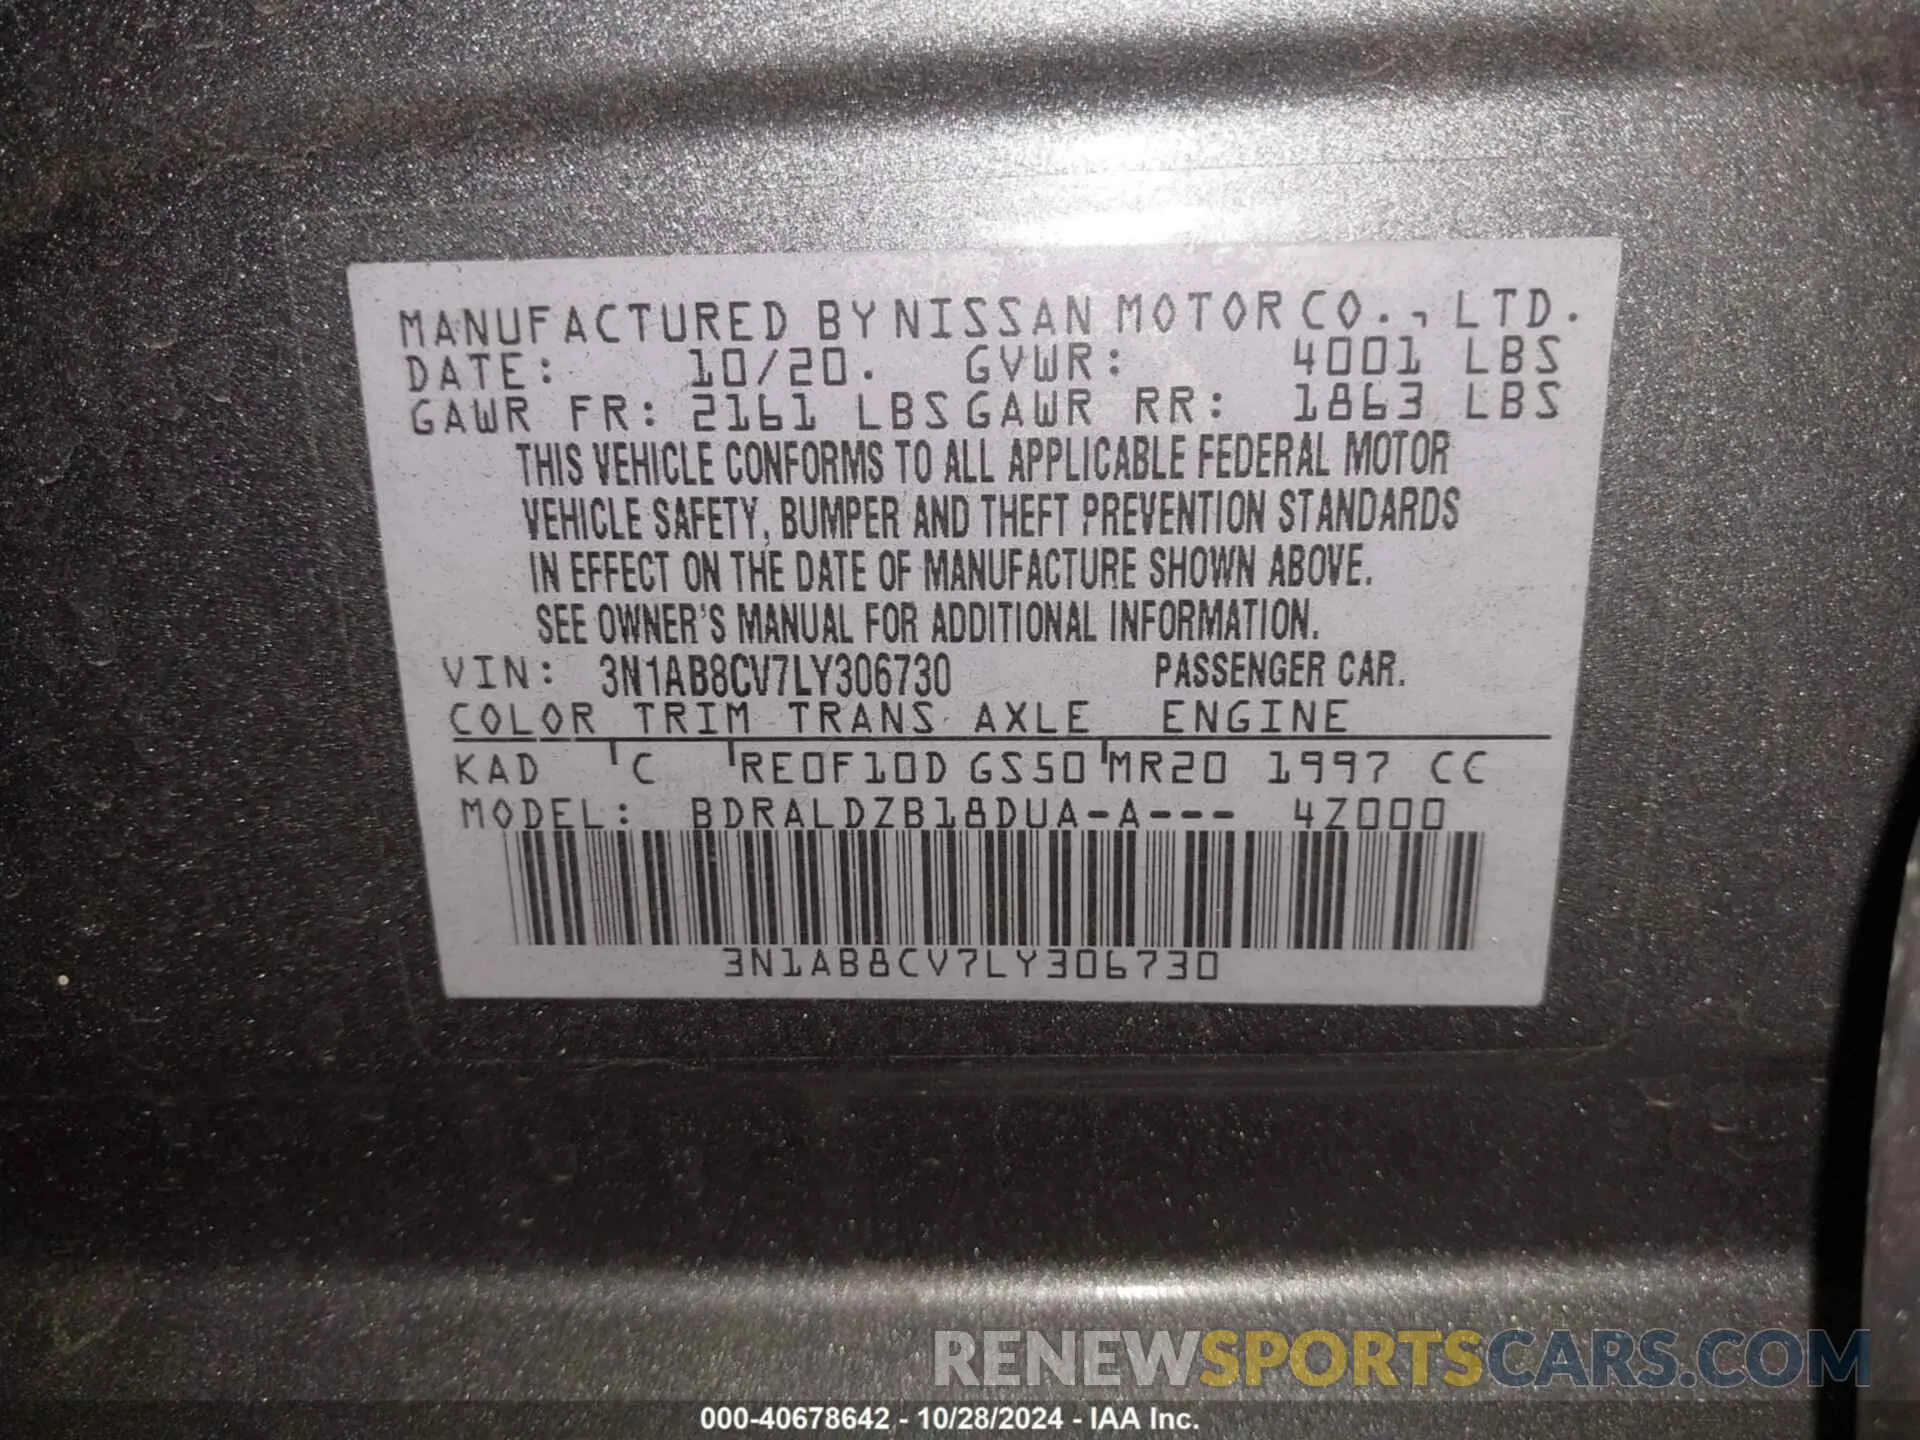 MANUFACTURED BY NISSAN MOTOR CO., LTD.
DATE: 10/20. GVWR: 4001 LBS
GAWR FR: 2161 LBS GAWR RR: 1863 LBS
THIS VEHICLE CONFORMS TO ALL APPLICABLE FEDERAL MOTOR
VEHICLE SAFETY, BUMPER AND THEFT PREVENTION STANDARDS
IN EFFECT ON THE DATE OF MANUFACTURE SHOWN ABOVE.
SEE OWNER'S MANUAL FOR ADDITIONAL INFORMATION.
VIN: 3N1AB8CV7LY306730 PASSENGER CAR.
COLOR TRIM TRANS AXLE ENGINE
KAD C RE0F10D GS50 MR20 1997 CC
MODEL: BDRALDZB18DUA-A--- 4Z000
3N1AB8CV7LY306730
RENEWSPORTSCARS.COM
000-40678642 - 10/28/2024 - IAA Inc.